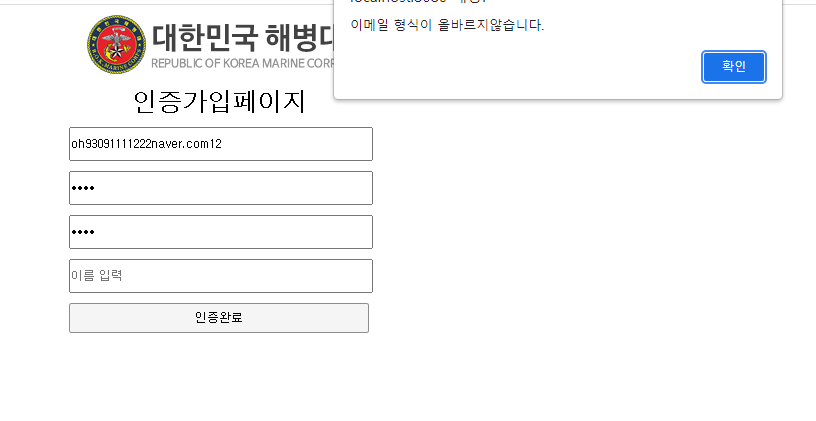 이메일 형식이 올바르지않습니다.
확인
대한민국 해병대
REPUBLIC OF KOREA MARINE CORP
인증가입페이지
oh93091111222naver.com12
••••
••••
이름 입력
인증완료